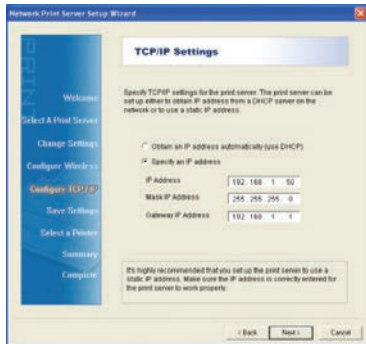 Network Print Server Setup Wizard
PRINT
TCP/IP Settings
Welcome
Select A Print Server
Change Settings
Configure Wireless
Configure TCP/IP
Save Settings
Select a Printer
Summary
Complete
Specify TCP/IP settings for the print server. The print server can be
set up either to obtain IP address from a DHCP server on the
network or to use a static IP address.
Obtain an IP address automatically (use DHCP)
Specify an IP address
IP Address 192. 168. 1 . 50
Mask IP Address 255. 255. 255. 0
Gateway IP Address 192. 168. 1 . 1
It's highly recommended that you set up the print server to use a
static IP address. Make sure the IP address is correctly entered for
the print server to work properly.
< Back Next > Cancel